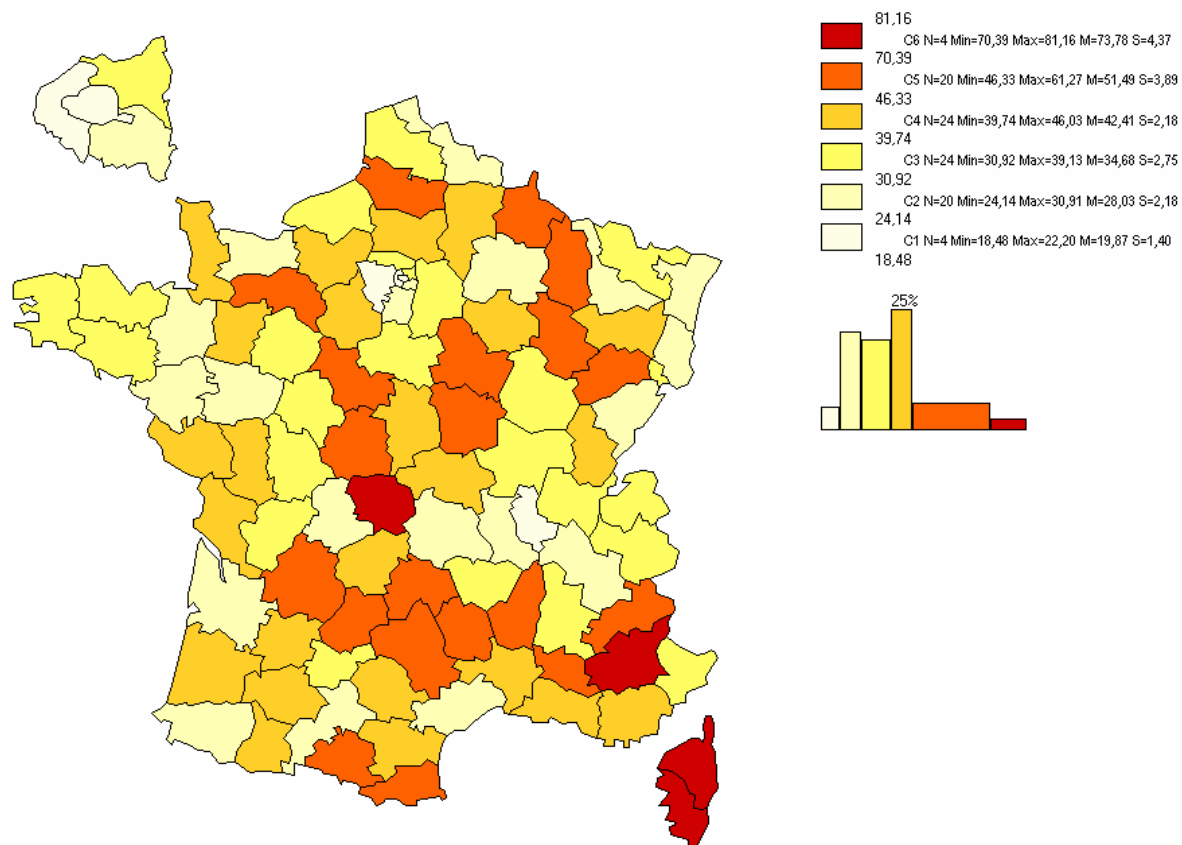 81,16
C6 N=4 Min=70,39 Max=81,16 M=73,78 S=4,37
70,39
C5 N=20 Min=46,33 Max=61,27 M=51,49 S=3,89
46,33
C4 N=24 Min=39,74 Max=46,03 M=42,41 S=2,18
39,74
C3 N=24 Min=30,92 Max=39,13 M=34,68 S=2,75
30,92
C2 N=20 Min=24,14 Max=30,91 M=28,03 S=2,18
24,14
C1 N=4 Min=18,48 Max=22,20 M=19,87 S=1,40
18,48
25%